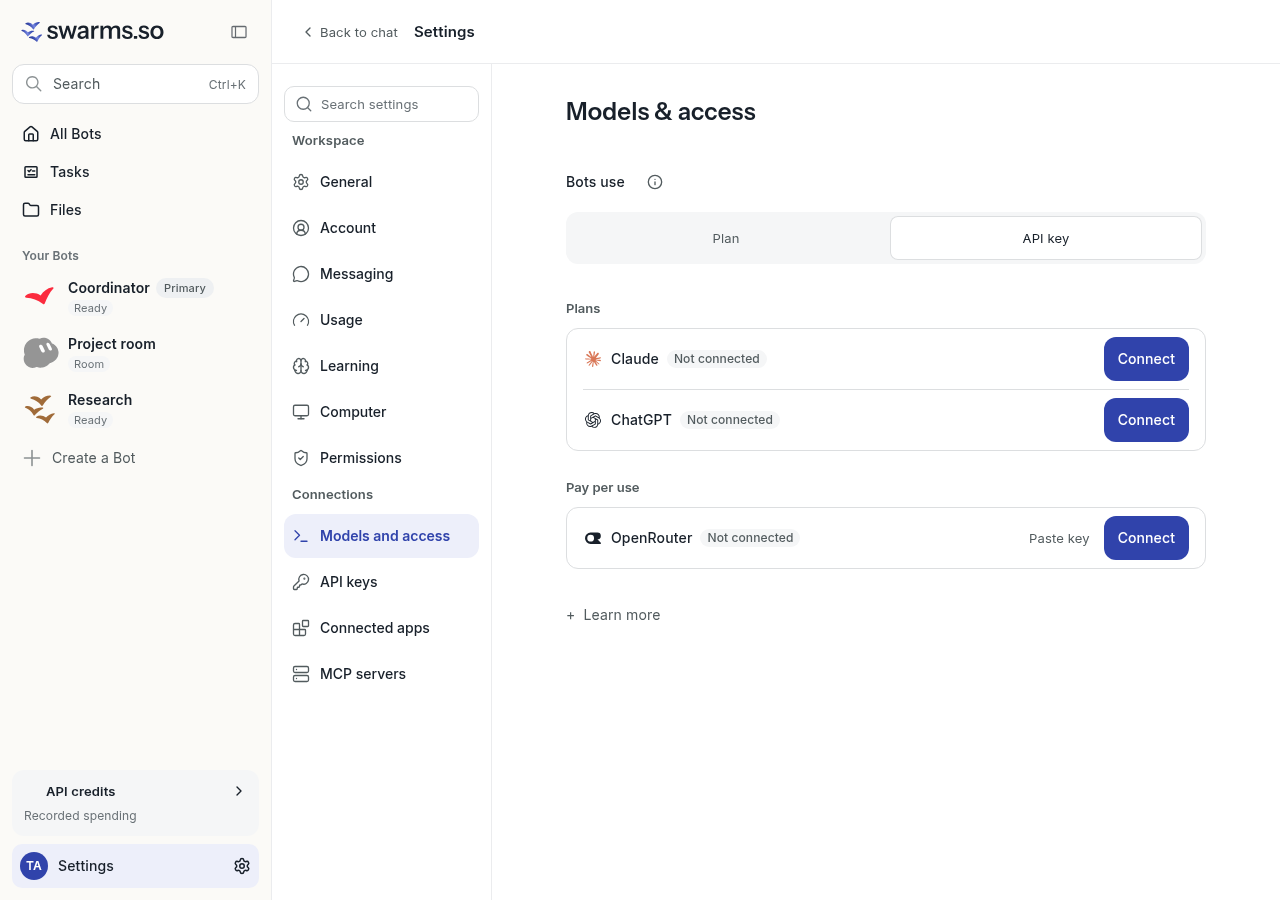 swarms.so
Search Ctrl+K
All Bots
Tasks
Files
Your Bots
Coordinator Primary
Ready
Project room
Room
Research
Ready
Create a Bot
API credits
Recorded spending
TA Settings
Back to chat Settings
Search settings
Workspace
General
Account
Messaging
Usage
Learning
Computer
Permissions
Connections
Models and access
API keys
Connected apps
MCP servers
Models & access
Bots use
Plan API key
Plans
Claude Not connected Connect
ChatGPT Not connected Connect
Pay per use
OpenRouter Not connected Paste key Connect
+ Learn more